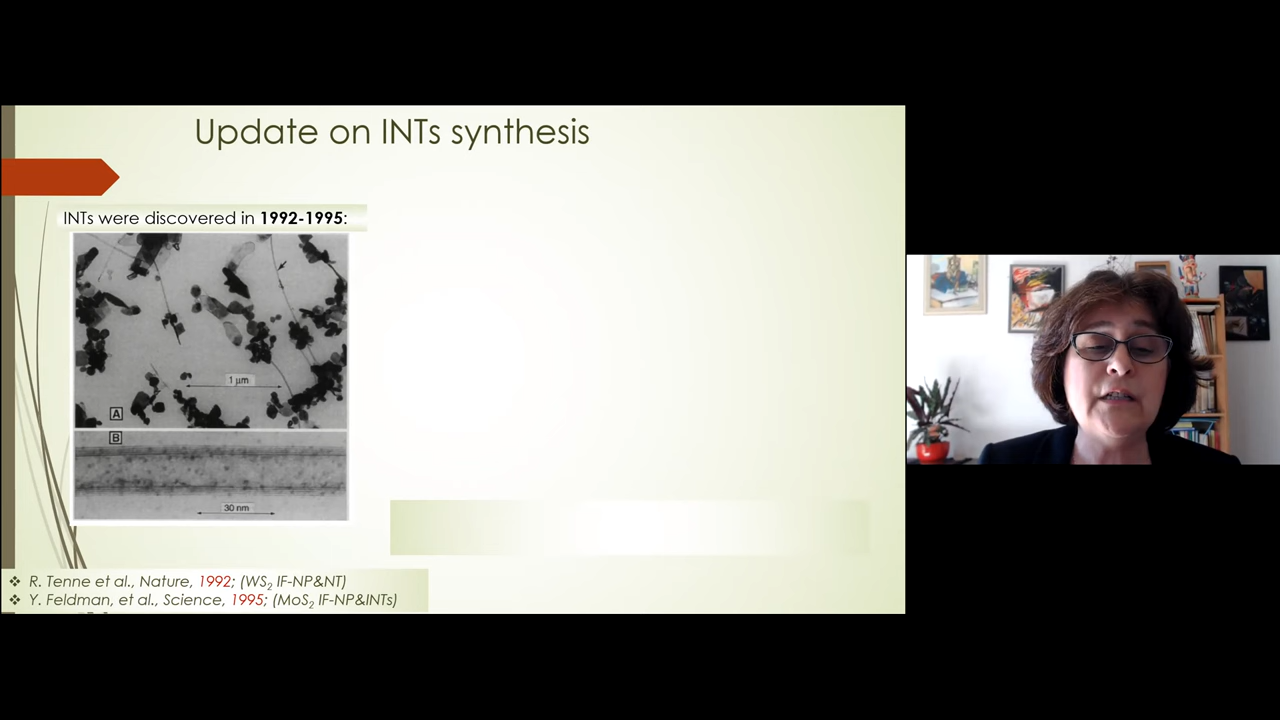 Update on INTs synthesis
INTs were discovered in 1992-1995:
1 μm
A
B
30 nm
❖ R. Tenne et al., Nature, 1992; (WS₂ IF-NP&NT)
❖ Y. Feldman, et al., Science, 1995; (MoS₂ IF-NP&INTs)